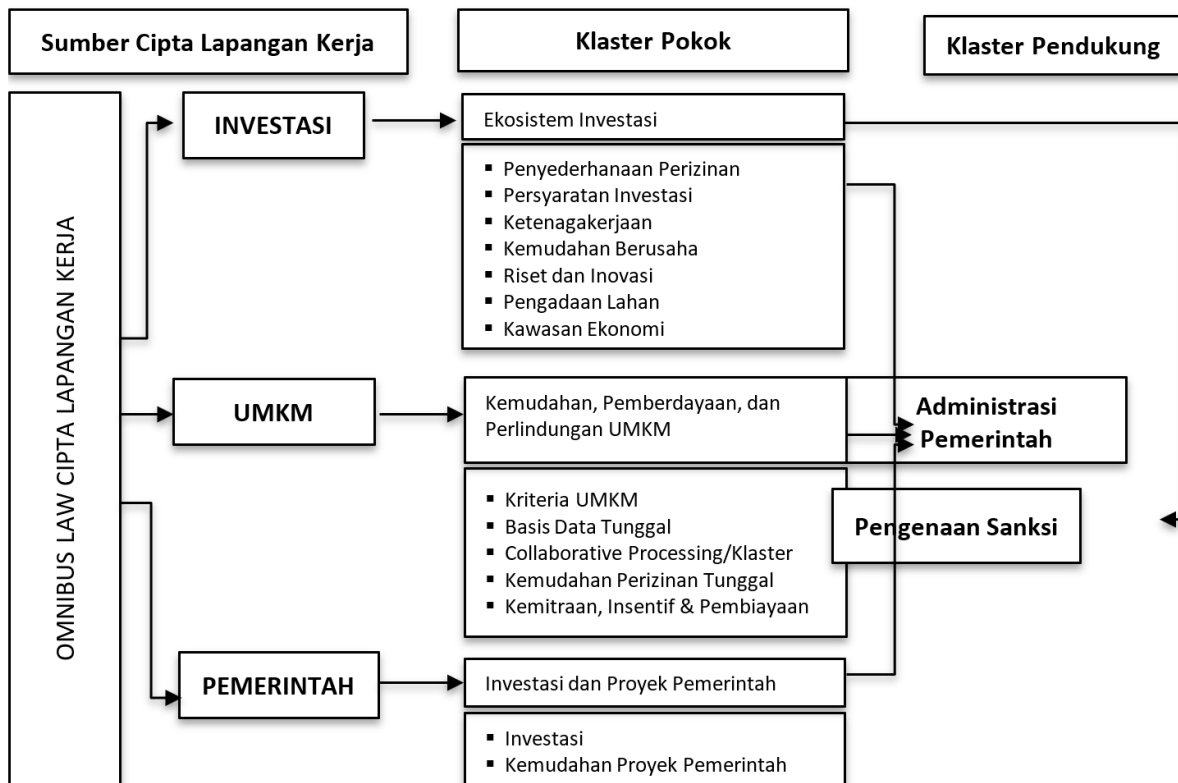 Sumber Cipta Lapangan Kerja
Klaster Pokok
Klaster Pendukung
OMNIBUS LAW CIPTA LAPANGAN KERJA
INVESTASI
Ekosistem Investasi
▪ Penyederhanaan Perizinan
▪ Persyaratan Investasi
▪ Ketenagakerjaan
▪ Kemudahan Berusaha
▪ Riset dan Inovasi
▪ Pengadaan Lahan
▪ Kawasan Ekonomi
UMKM
Kemudahan, Pemberdayaan, dan
Perlindungan UMKM
Administrasi
Pemerintah
▪ Kriteria UMKM
▪ Basis Data Tunggal
▪ Collaborative Processing/Klaster
▪ Kemudahan Perizinan Tunggal
▪ Kemitraan, Insentif & Pembiayaan
Pengenaan Sanksi
PEMERINTAH
Investasi dan Proyek Pemerintah
▪ Investasi
▪ Kemudahan Proyek Pemerintah